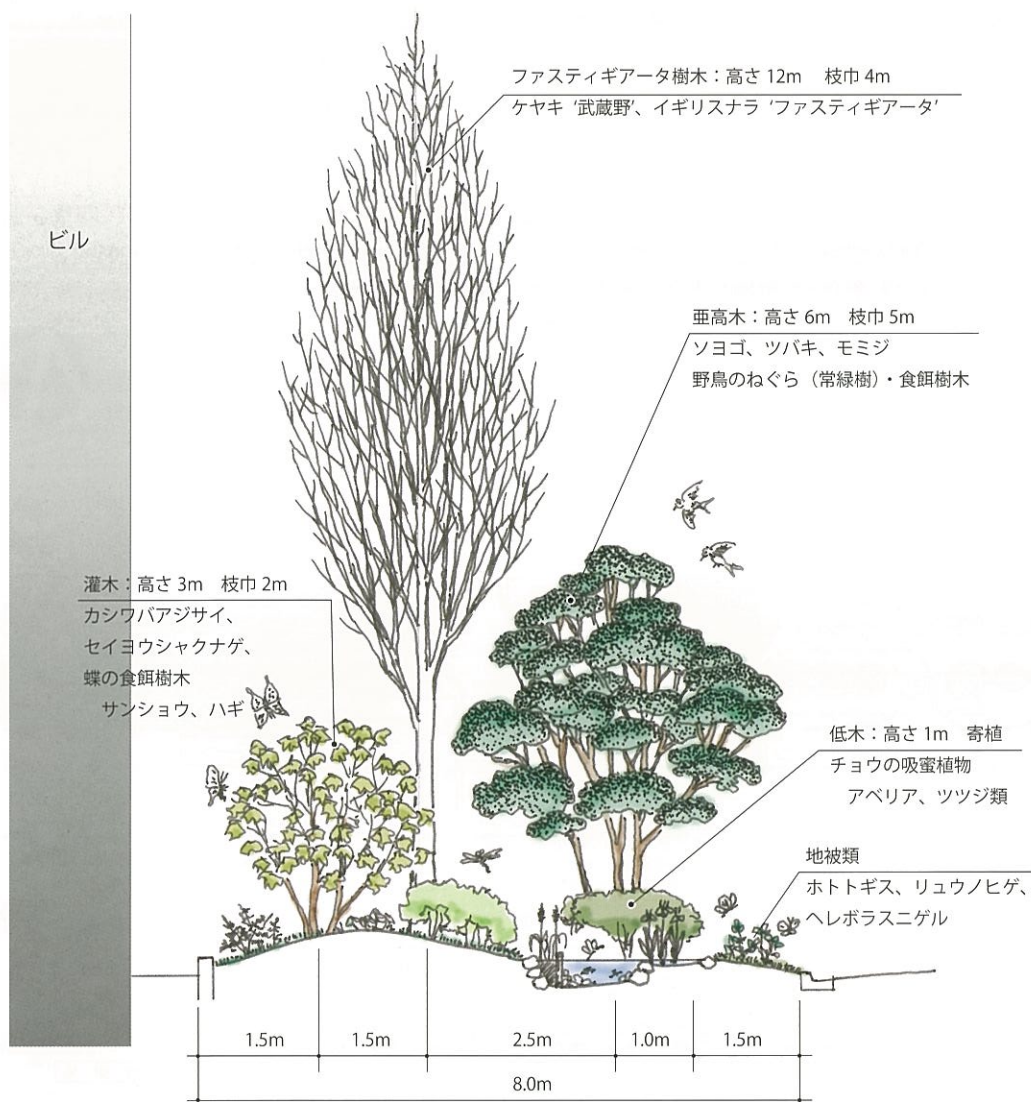 ファスティギアータ樹木：高さ 12m　枝巾 4m
ケヤキ ‘武蔵野’、イギリスナラ ‘ファスティギアータ’
ビル
亜高木：高さ 6m　枝巾 5m
ソヨゴ、ツバキ、モミジ
野鳥のねぐら（常緑樹）・食餌樹木
灌木：高さ 3m　枝巾 2m
カシワバアジサイ、
セイヨウシャクナゲ、
蝶の食餌樹木
サンショウ、ハギ
低木：高さ 1m　寄植
チョウの吸蜜植物
アベリア、ツツジ類
地被類
ホトトギス、リュウノヒゲ、
ヘレボラスニゲル
1.5m
1.5m
2.5m
1.0m
1.5m
8.0m